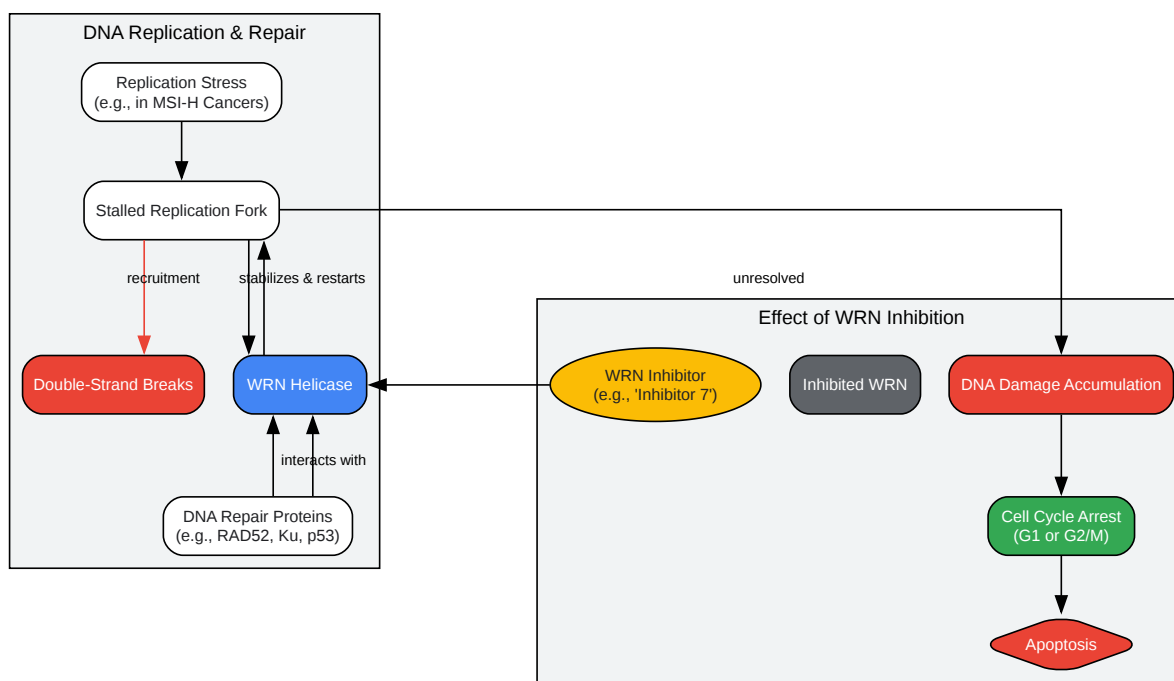 DNA Replication & Repair
Replication Stress
(e.g., in MSI-H Cancers)
Stalled Replication Fork
recruitment
stabilizes & restarts
unresolved
Double-Strand Breaks
WRN Helicase
interacts with
DNA Repair Proteins
(e.g., RAD52, Ku, p53)
Effect of WRN Inhibition
WRN Inhibitor
(e.g., 'Inhibitor 7')
Inhibited WRN
DNA Damage Accumulation
Cell Cycle Arrest
(G1 or G2/M)
Apoptosis